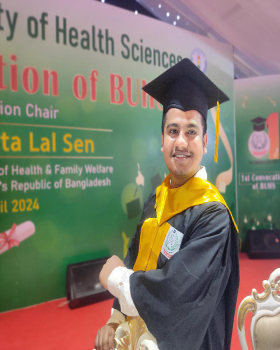 ty of Health Sciences
tion of BUHS
ion Chair
ta Lal Sen
of Health & Family Welfare
's Republic of Bangladesh
il 2024
1st Convocation
of BUHS